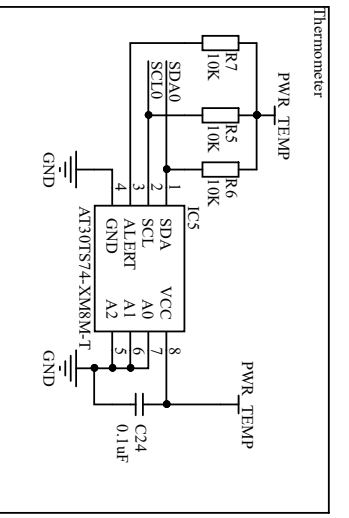 Thermometer
PWR_TEMP
R7
10K
R5
10K
R6
10K
SDA0
SCL0
GND
4
3
2
1
IC5
SDA
SCL
ALERT
GND
VCC
A0
A1
A2
AT30TS74-XM8M-T
8
7
6
5
GND
PWR_TEMP
C24
0.1uF